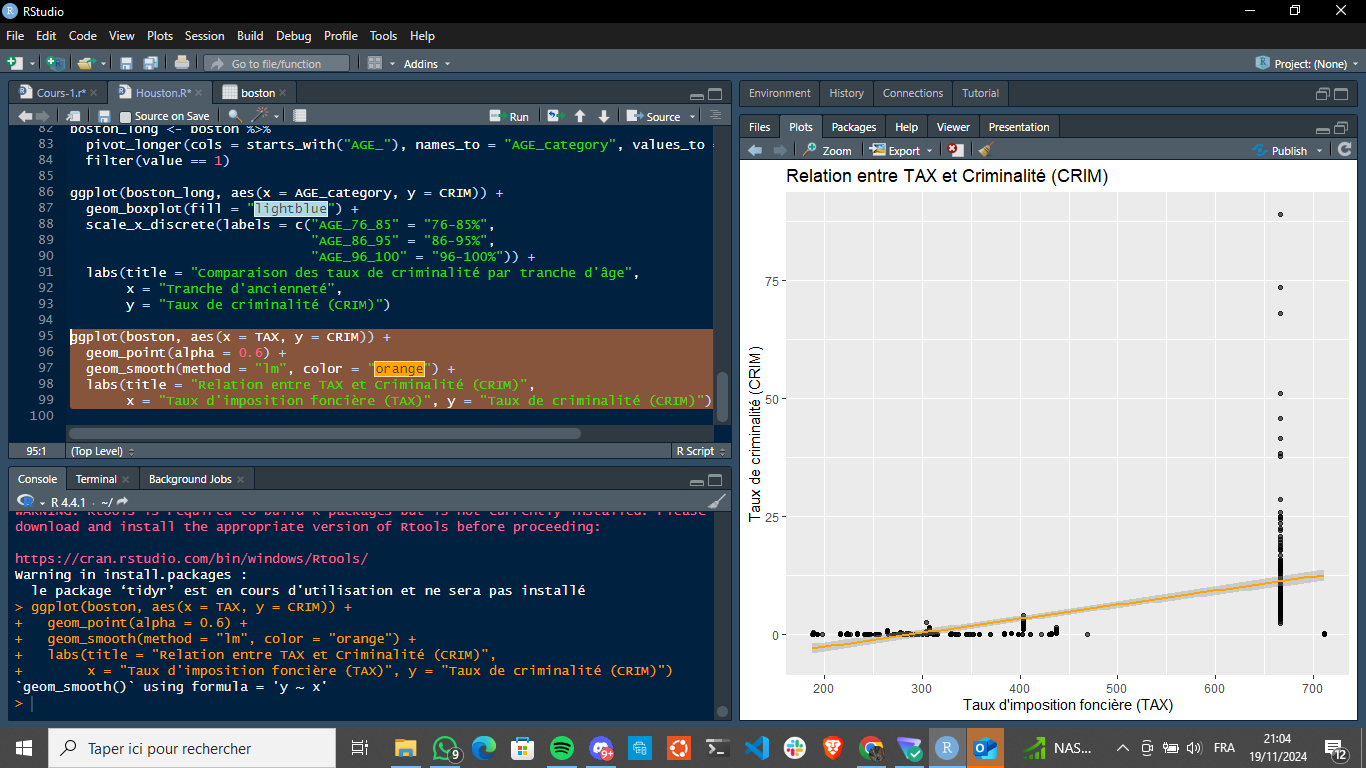 RStudio
File Edit Code View Plots Session Build Debug Profile Tools Help
Go to file/function Addins Project: (None)
Cours-1.r* Houston.R* boston
Source on Save Run Source
82 boston_long <- boston %>%
83 pivot_longer(cols = starts_with("AGE_"), names_to = "AGE_category", values_to =
84 filter(value == 1)
85
86 ggplot(boston_long, aes(x = AGE_category, y = CRIM)) +
87 geom_boxplot(fill = "lightblue") +
88 scale_x_discrete(labels = c("AGE_76_85" = "76-85%",
89 "AGE_86_95" = "86-95%",
90 "AGE_96_100" = "96-100%")) +
91 labs(title = "Comparaison des taux de criminalité par tranche d'âge",
92 x = "Tranche d'ancienneté",
93 y = "Taux de criminalité (CRIM)")
94
95 ggplot(boston, aes(x = TAX, y = CRIM)) +
96 geom_point(alpha = 0.6) +
97 geom_smooth(method = "lm", color = "orange") +
98 labs(title = "Relation entre TAX et Criminalité (CRIM)",
99 x = "Taux d'imposition foncière (TAX)", y = "Taux de criminalité (CRIM)")
100
95:1 (Top Level) R Script
Console Terminal Background Jobs
R 4.4.1 · ~/
WARNING: Rtools is required to build R packages but is not currently installed. Please
download and install the appropriate version of Rtools before proceeding:
https://cran.rstudio.com/bin/windows/Rtools/
Warning in install.packages :
le package ‘tidyr’ est en cours d'utilisation et ne sera pas installé
> ggplot(boston, aes(x = TAX, y = CRIM)) +
+ geom_point(alpha = 0.6) +
+ geom_smooth(method = "lm", color = "orange") +
+ labs(title = "Relation entre TAX et Criminalité (CRIM)",
+ x = "Taux d'imposition foncière (TAX)", y = "Taux de criminalité (CRIM)")
`geom_smooth()` using formula = 'y ~ x'
>
Environment History Connections Tutorial
Files Plots Packages Help Viewer Presentation
Zoom Export Publish
Relation entre TAX et Criminalité (CRIM)
Taux de criminalité (CRIM)
75
50
25
0
200 300 400 500 600 700
Taux d'imposition foncière (TAX)
Taper ici pour rechercher
9
NAS...
FRA
21:04
19/11/2024
12